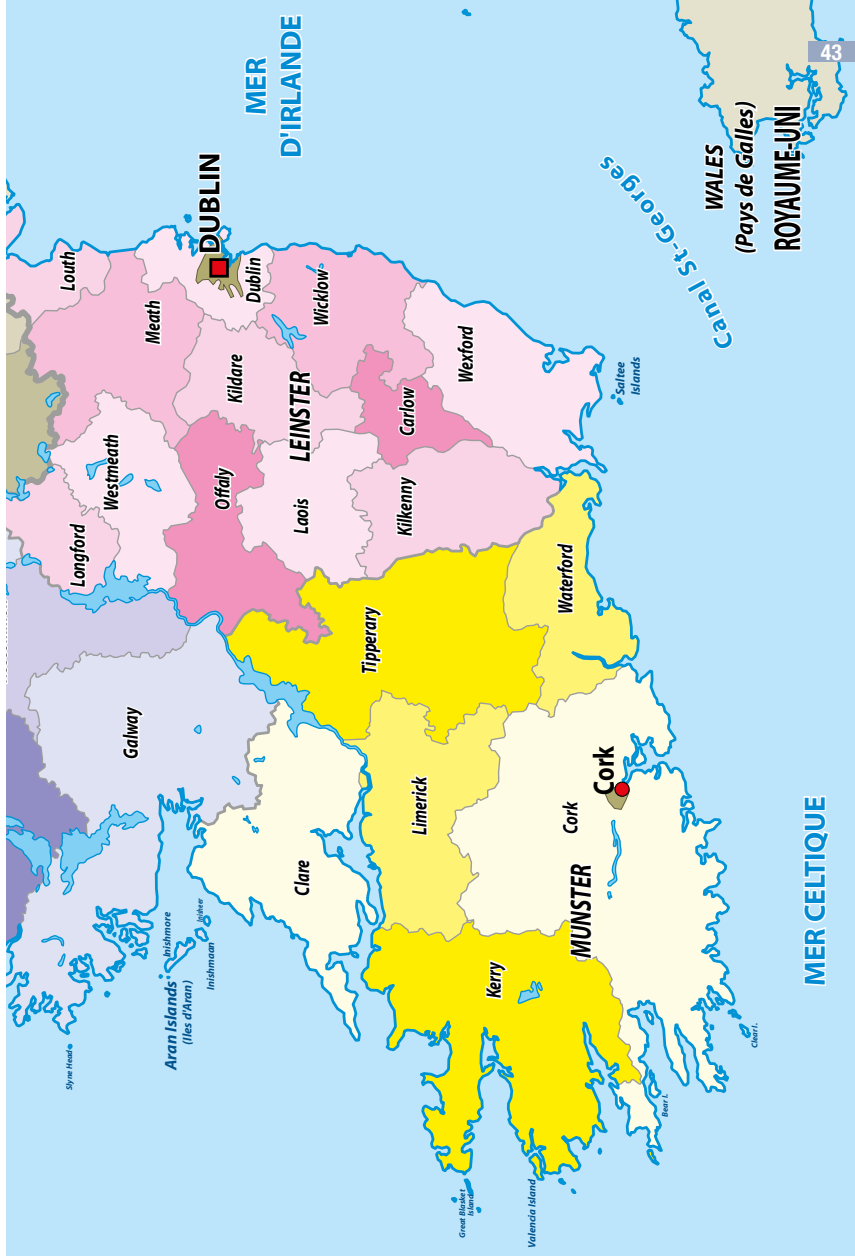 43
MER
D'IRLANDE
DUBLIN
WALES
(Pays de Galles)
ROYAUME-UNI
Canal St-Georges
Louth
Meath
Dublin
Wicklow
Kildare
LEINSTER
Wexford
Carlow
Saltee
Islands
Westmeath
Offaly
Laois
Kilkenny
Longford
Waterford
Tipperary
Galway
Limerick
Cork
Cork
Clare
MUNSTER
MER CELTIQUE
Inishmore
Inisheer
Inishmaan
Aran Islands
(Iles d'Aran)
Kerry
Slyne Head
Clear I.
Bear I.
Great Blasket
Island
Valencia Island